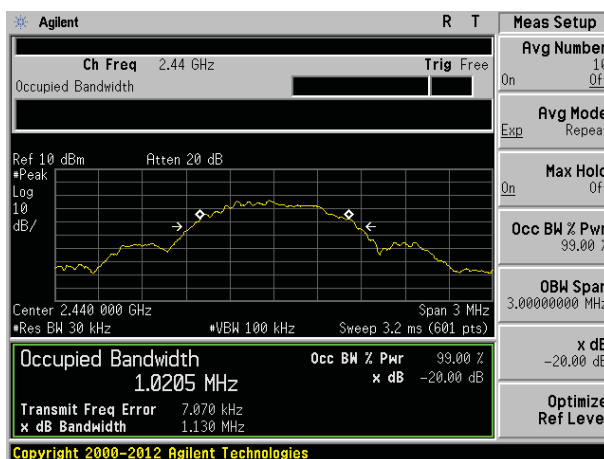 Agilent R T
Meas Setup
Ch Freq 2.44 GHz Trig Free
Occupied Bandwidth
Avg Number
10
On Off
Avg Mode
Exp Repeat
Max Hold
On Off
Occ BW % Pwr
99.00 %
OBW Span
3.00000000 MHz
x dB
-20.00 dB
Optimize
Ref Level
Ref 10 dBm Atten 20 dB
#Peak
Log
10
dB/
Center 2.440 000 GHz Span 3 MHz
#Res BW 30 kHz #VBW 100 kHz Sweep 3.2 ms (601 pts)
Occupied Bandwidth Occ BW % Pwr 99.00 %
1.0205 MHz x dB -20.00 dB
Transmit Freq Error 7.070 kHz
x dB Bandwidth 1.130 MHz
Copyright 2000-2012 Agilent Technologies